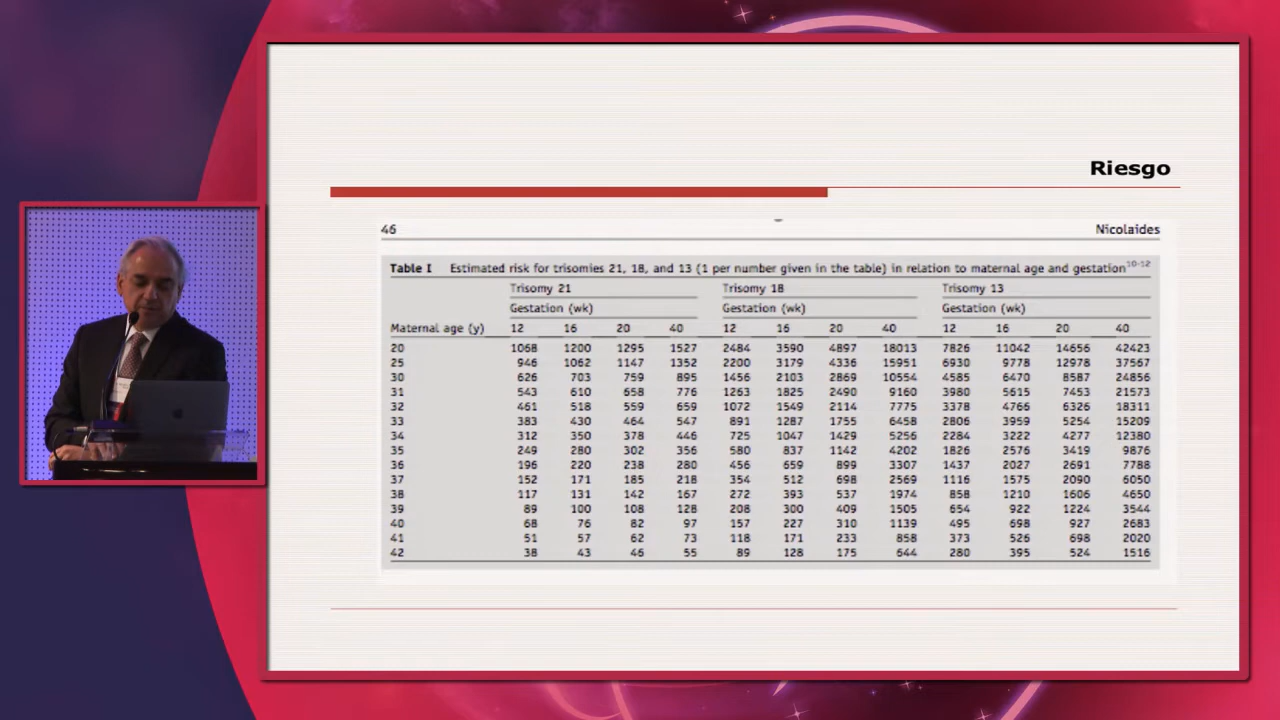 Riesgo
46 Nicolaides
Table I Estimated risk for trisomies 21, 18, and 13 (1 per number given in the table) in relation to maternal age and gestation10-12
Trisomy 21 Trisomy 18 Trisomy 13
Gestation (wk) Gestation (wk) Gestation (wk)
Maternal age (y) 12 16 20 40 12 16 20 40 12 16 20 40
20 1068 1200 1295 1527 2484 3590 4897 18013 7826 11042 14656 42423
25 946 1062 1147 1352 2200 3179 4336 15951 6930 9778 12978 37567
30 626 703 759 895 1456 2103 2869 10554 4585 6470 8587 24856
31 543 610 658 776 1263 1825 2490 9160 3980 5615 7453 21573
32 461 518 559 659 1072 1549 2114 7775 3378 4766 6326 18311
33 383 430 464 547 891 1287 1755 6458 2806 3959 5254 15209
34 312 350 378 446 725 1047 1429 5256 2284 3222 4277 12380
35 249 280 302 356 580 837 1142 4202 1826 2576 3419 9876
36 196 220 238 280 456 659 899 3307 1437 2027 2691 7788
37 152 171 185 218 354 512 698 2569 1116 1575 2090 6050
38 117 131 142 167 272 393 537 1974 858 1210 1606 4650
39 89 100 108 128 208 300 409 1505 654 922 1224 3544
40 68 76 82 97 157 227 310 1139 495 698 927 2683
41 51 57 62 73 118 171 233 858 373 526 698 2020
42 38 43 46 55 89 128 175 644 280 395 524 1516